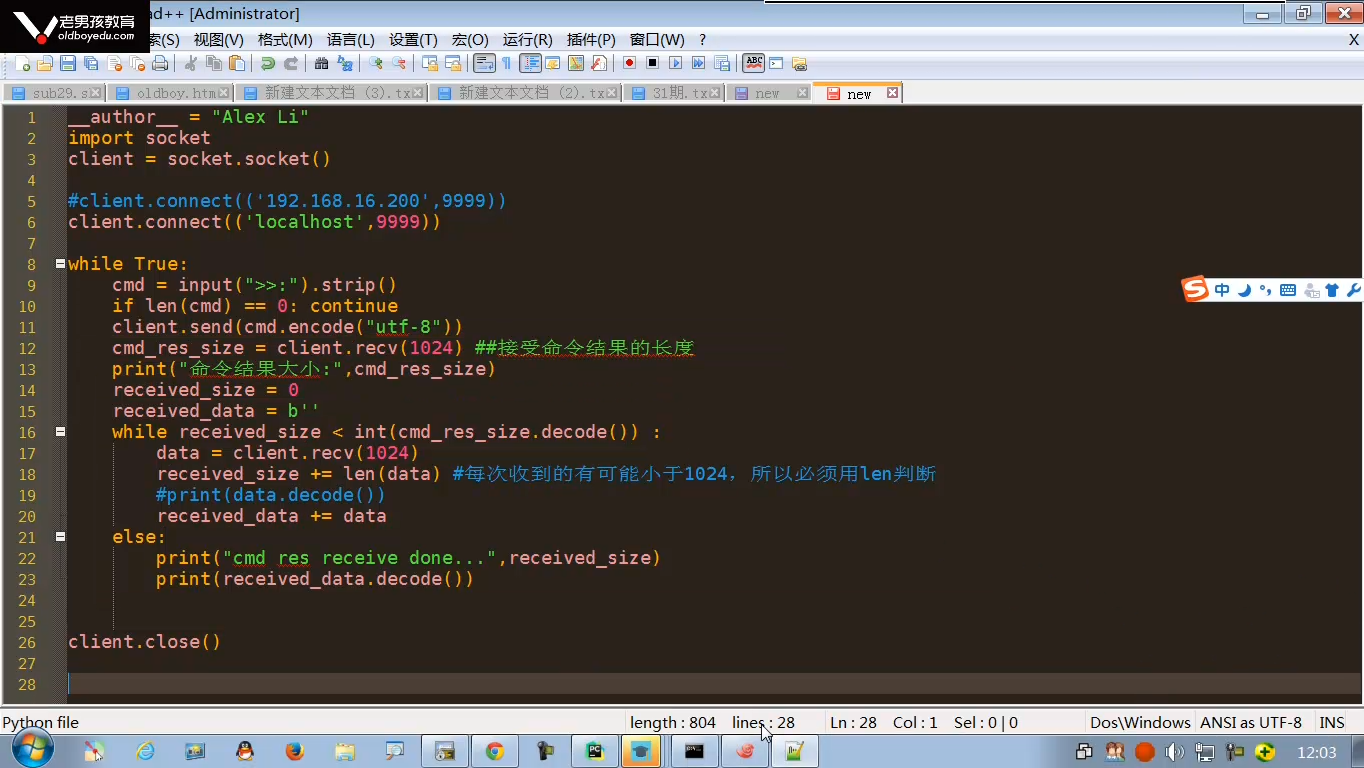 老男孩教育
oldboyedu.com
ad++ [Administrator]
索(S) 视图(V) 格式(M) 语言(L) 设置(T) 宏(O) 运行(R) 插件(P) 窗口(W) ? X
sub29.s oldboy.htm 新建文本文档 (3).tx 新建文本文档 (2).tx 31期.tx new new
1 __author__ = "Alex Li"
2 import socket
3 client = socket.socket()
4
5 #client.connect(('192.168.16.200',9999))
6 client.connect(('localhost',9999))
7
8 while True:
9 cmd = input(">>:").strip()
10 if len(cmd) == 0: continue
11 client.send(cmd.encode("utf-8"))
12 cmd_res_size = client.recv(1024) ##接受命令结果的长度
13 print("命令结果大小:",cmd_res_size)
14 received_size = 0
15 received_data = b''
16 while received_size < int(cmd_res_size.decode()) :
17 data = client.recv(1024)
18 received_size += len(data) #每次收到的有可能小于1024，所以必须用len判断
19 #print(data.decode())
20 received_data += data
21 else:
22 print("cmd res receive done...",received_size)
23 print(received_data.decode())
24
25
26 client.close()
27
28
中
Python file length : 804 lines : 28 Ln : 28 Col : 1 Sel : 0 | 0 Dos\Windows ANSI as UTF-8 INS
12:03